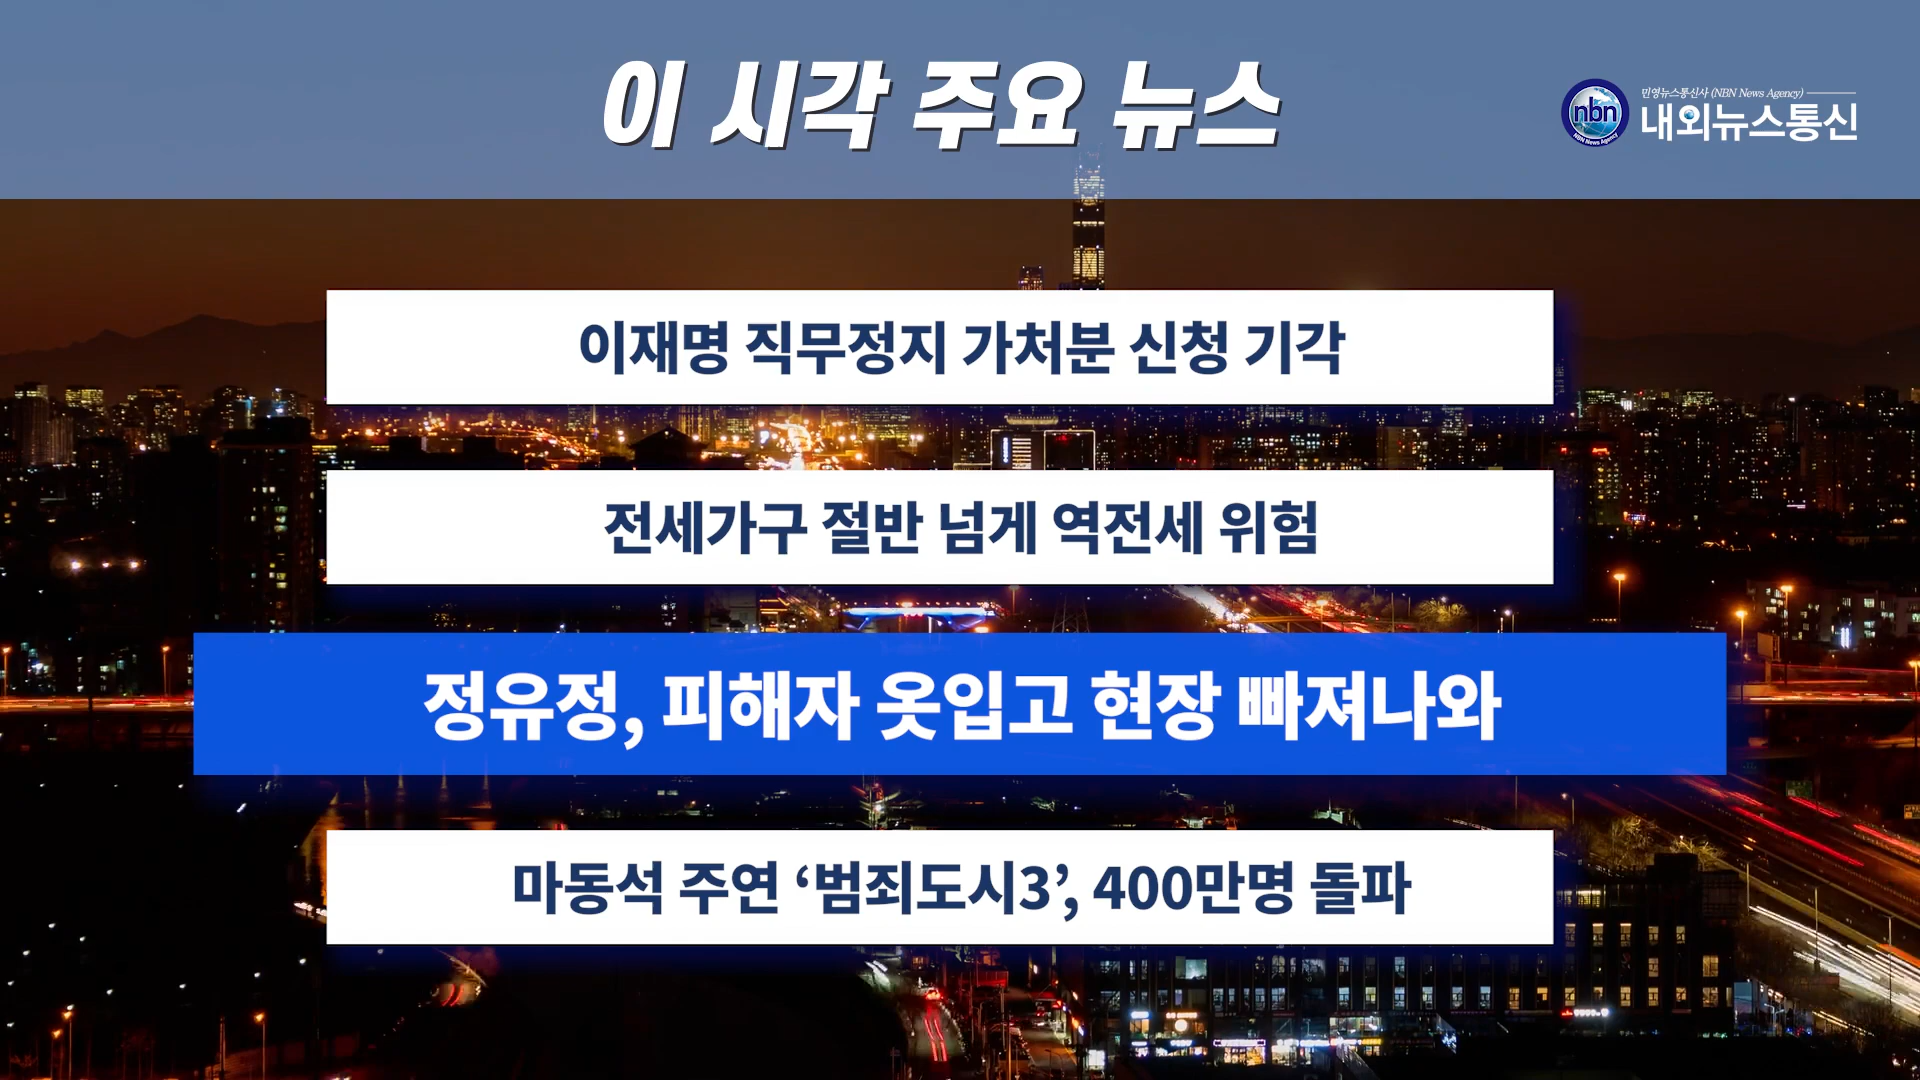 이 시각 주요 뉴스
민영뉴스통신사 (NBN News Agency)
nbn
NBN News Agency
내외뉴스통신
이재명 직무정지 가처분 신청 기각
전세가구 절반 넘게 역전세 위험
정유정, 피해자 옷입고 현장 빠져나와
마동석 주연 ‘범죄도시3’, 400만명 돌파